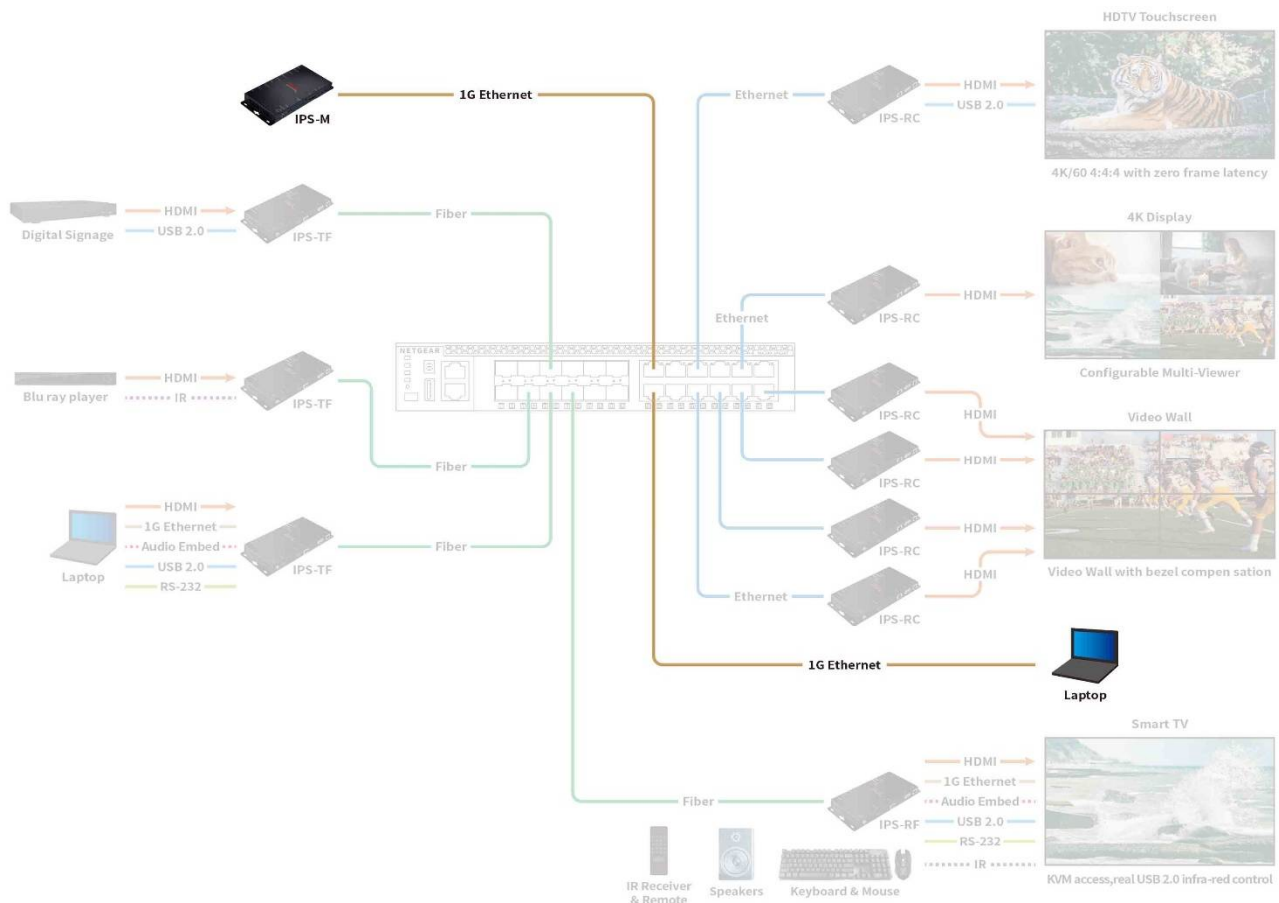 HDTV Touchscreen
IPS-M
1G Ethernet
Ethernet
IPS-RC
HDMI
USB 2.0
4K/60 4:4:4 with zero frame latency
Digital Signage
HDMI
USB 2.0
IPS-TF
Fiber
4K Display
Ethernet
IPS-RC
HDMI
Configurable Multi-Viewer
NETGEAR
Blu ray player
HDMI
IR
IPS-TF
Fiber
IPS-RC
HDMI
Video Wall
IPS-RC
HDMI
IPS-RC
HDMI
Ethernet
IPS-RC
HDMI
Video Wall with bezel compen sation
Laptop
HDMI
1G Ethernet
Audio Embed
USB 2.0
RS-232
IPS-TF
Fiber
1G Ethernet
Laptop
Smart TV
Fiber
IPS-RF
HDMI
1G Ethernet
Audio Embed
USB 2.0
RS-232
IR
IR Receiver
& Remote
Speakers
Keyboard & Mouse
KVM access,real USB 2.0 infra-red control